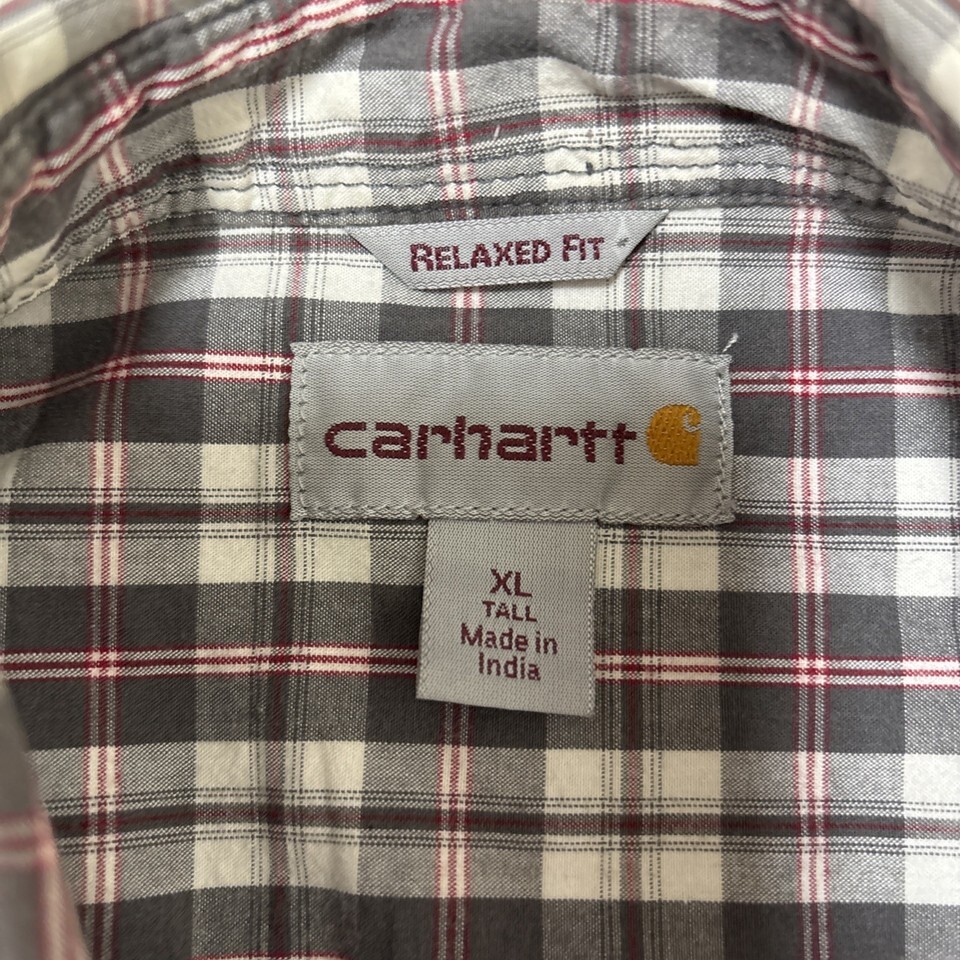 RELAXED FIT
carhartt
XL
TALL
Made in
India